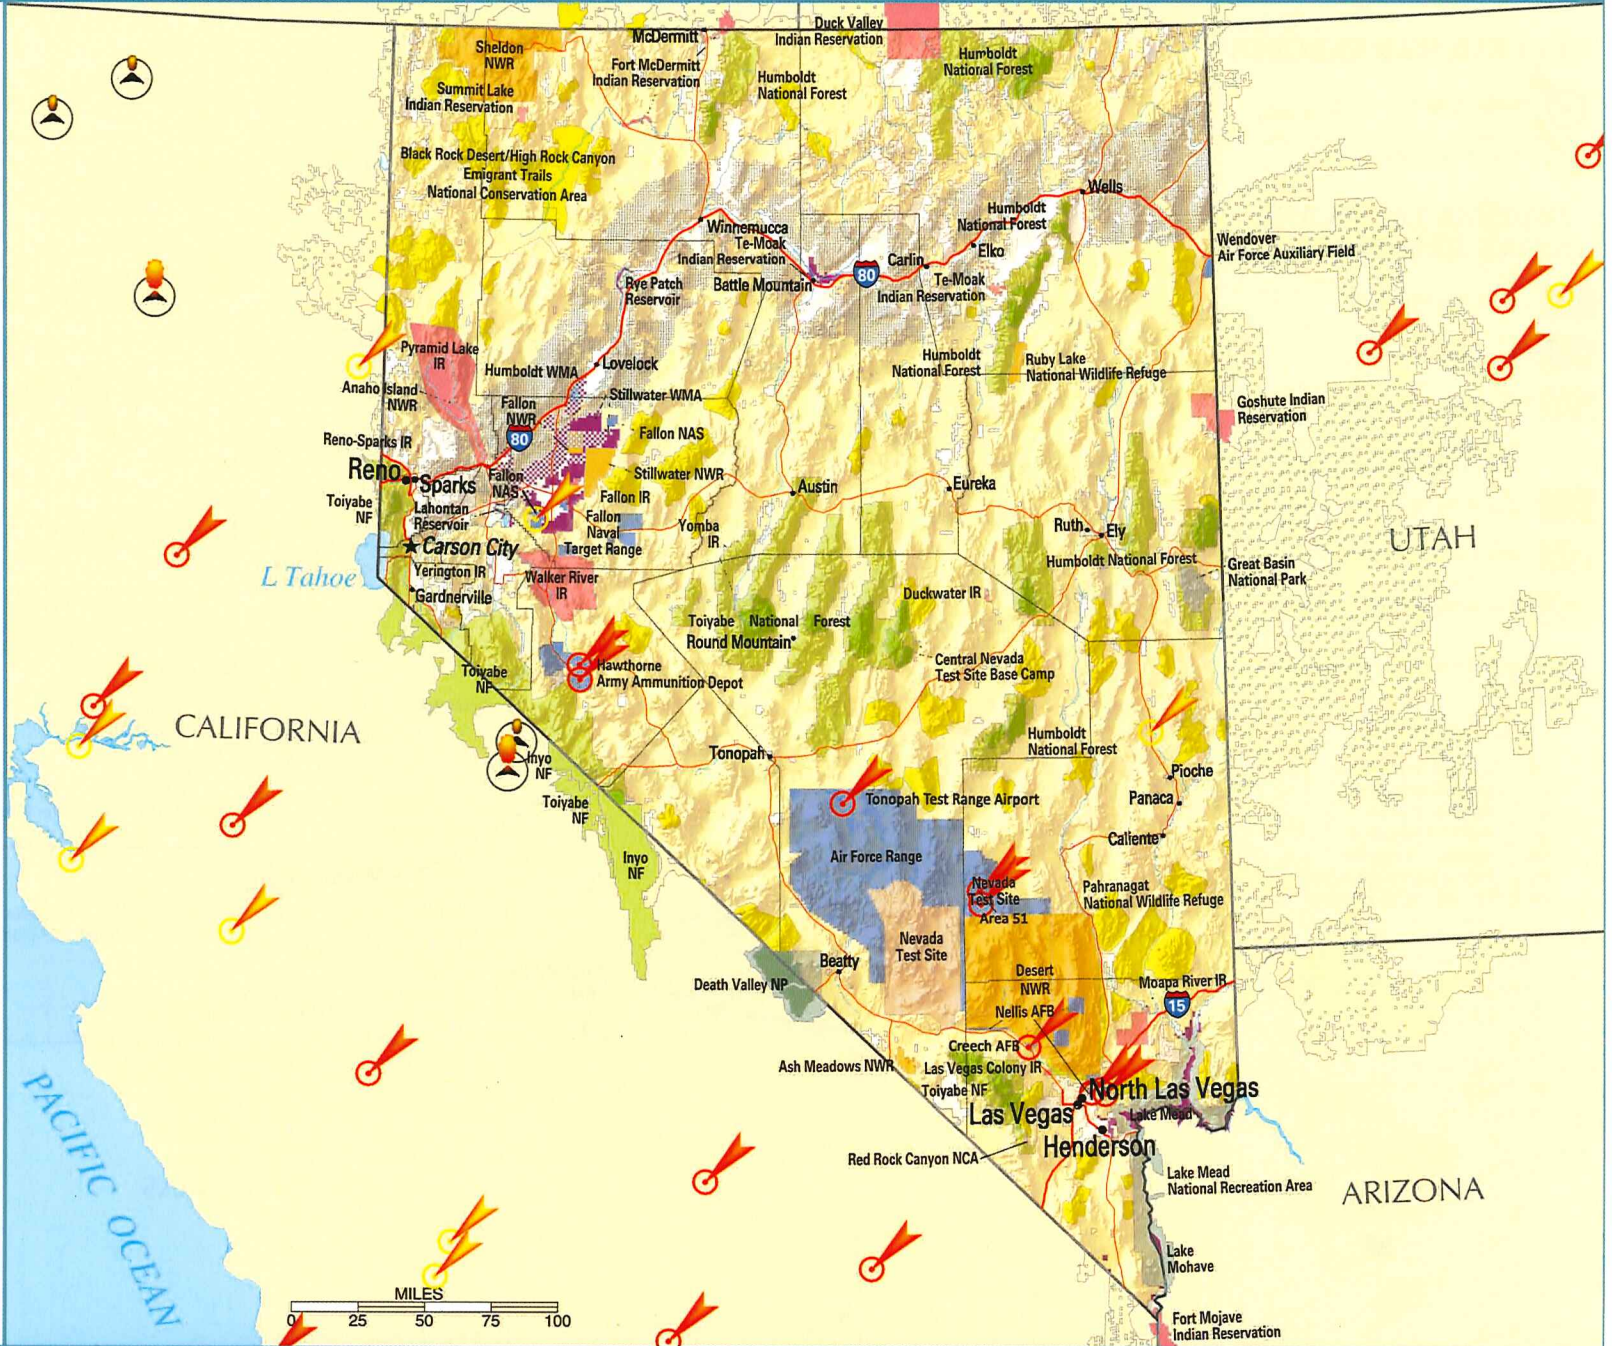 Duck Valley
Indian Reservation
McDermitt
Sheldon
NWR
Fort McDermitt
Indian Reservation
Humboldt
National Forest
Humboldt
National Forest
Summit Lake
Indian Reservation
Black Rock Desert/High Rock Canyon
Emigrant Trails
National Conservation Area
Wells
Humboldt
National Forest
Winnemucca
Te-Moak
Indian Reservation
Wendover
Air Force Auxiliary Field
Elko
Carlin
80
Rye Patch
Reservoir
Battle Mountain
Te-Moak
Indian Reservation
Pyramid Lake
IR
Humboldt WMA
Lovelock
Humboldt
National Forest
Ruby Lake
National Wildlife Refuge
Anaho Island
NWR
Stillwater WMA
Fallon
NWR
Goshute Indian
Reservation
80
Fallon NAS
Reno-Sparks IR
Reno
Sparks
Fallon
NAS
Stillwater NWR
Austin
Eureka
Toiyabe
NF
Lahontan
Reservoir
Fallon IR
Fallon
Naval
Target Range
Yomba
IR
Ruth
Ely
UTAH
Carson City
Humboldt National Forest
Great Basin
National Park
L Tahoe
Yerington IR
Walker River
IR
Gardnerville
Duckwater IR
Toiyabe National Forest
Round Mountain
Hawthorne
Army Ammunition Depot
Toiyabe
NF
Central Nevada
Test Site Base Camp
CALIFORNIA
Humboldt
National Forest
Inyo
NF
Tonopah
Pioche
Toiyabe
NF
Tonopah Test Range Airport
Panaca
Caliente
Inyo
NF
Air Force Range
Nevada
Test Site
Area 51
Pahranagat
National Wildlife Refuge
Nevada
Test Site
Beatty
Death Valley NP
Desert
NWR
Moapa River IR
15
Nellis AFB
Creech AFB
Ash Meadows NWR
Las Vegas Colony IR
Toiyabe NF
North Las Vegas
Las Vegas
Lake Mead
Henderson
Red Rock Canyon NCA
Lake Mead
National Recreation Area
ARIZONA
PACIFIC OCEAN
Lake
Mohave
MILES
0 25 50 75 100
Fort Mojave
Indian Reservation